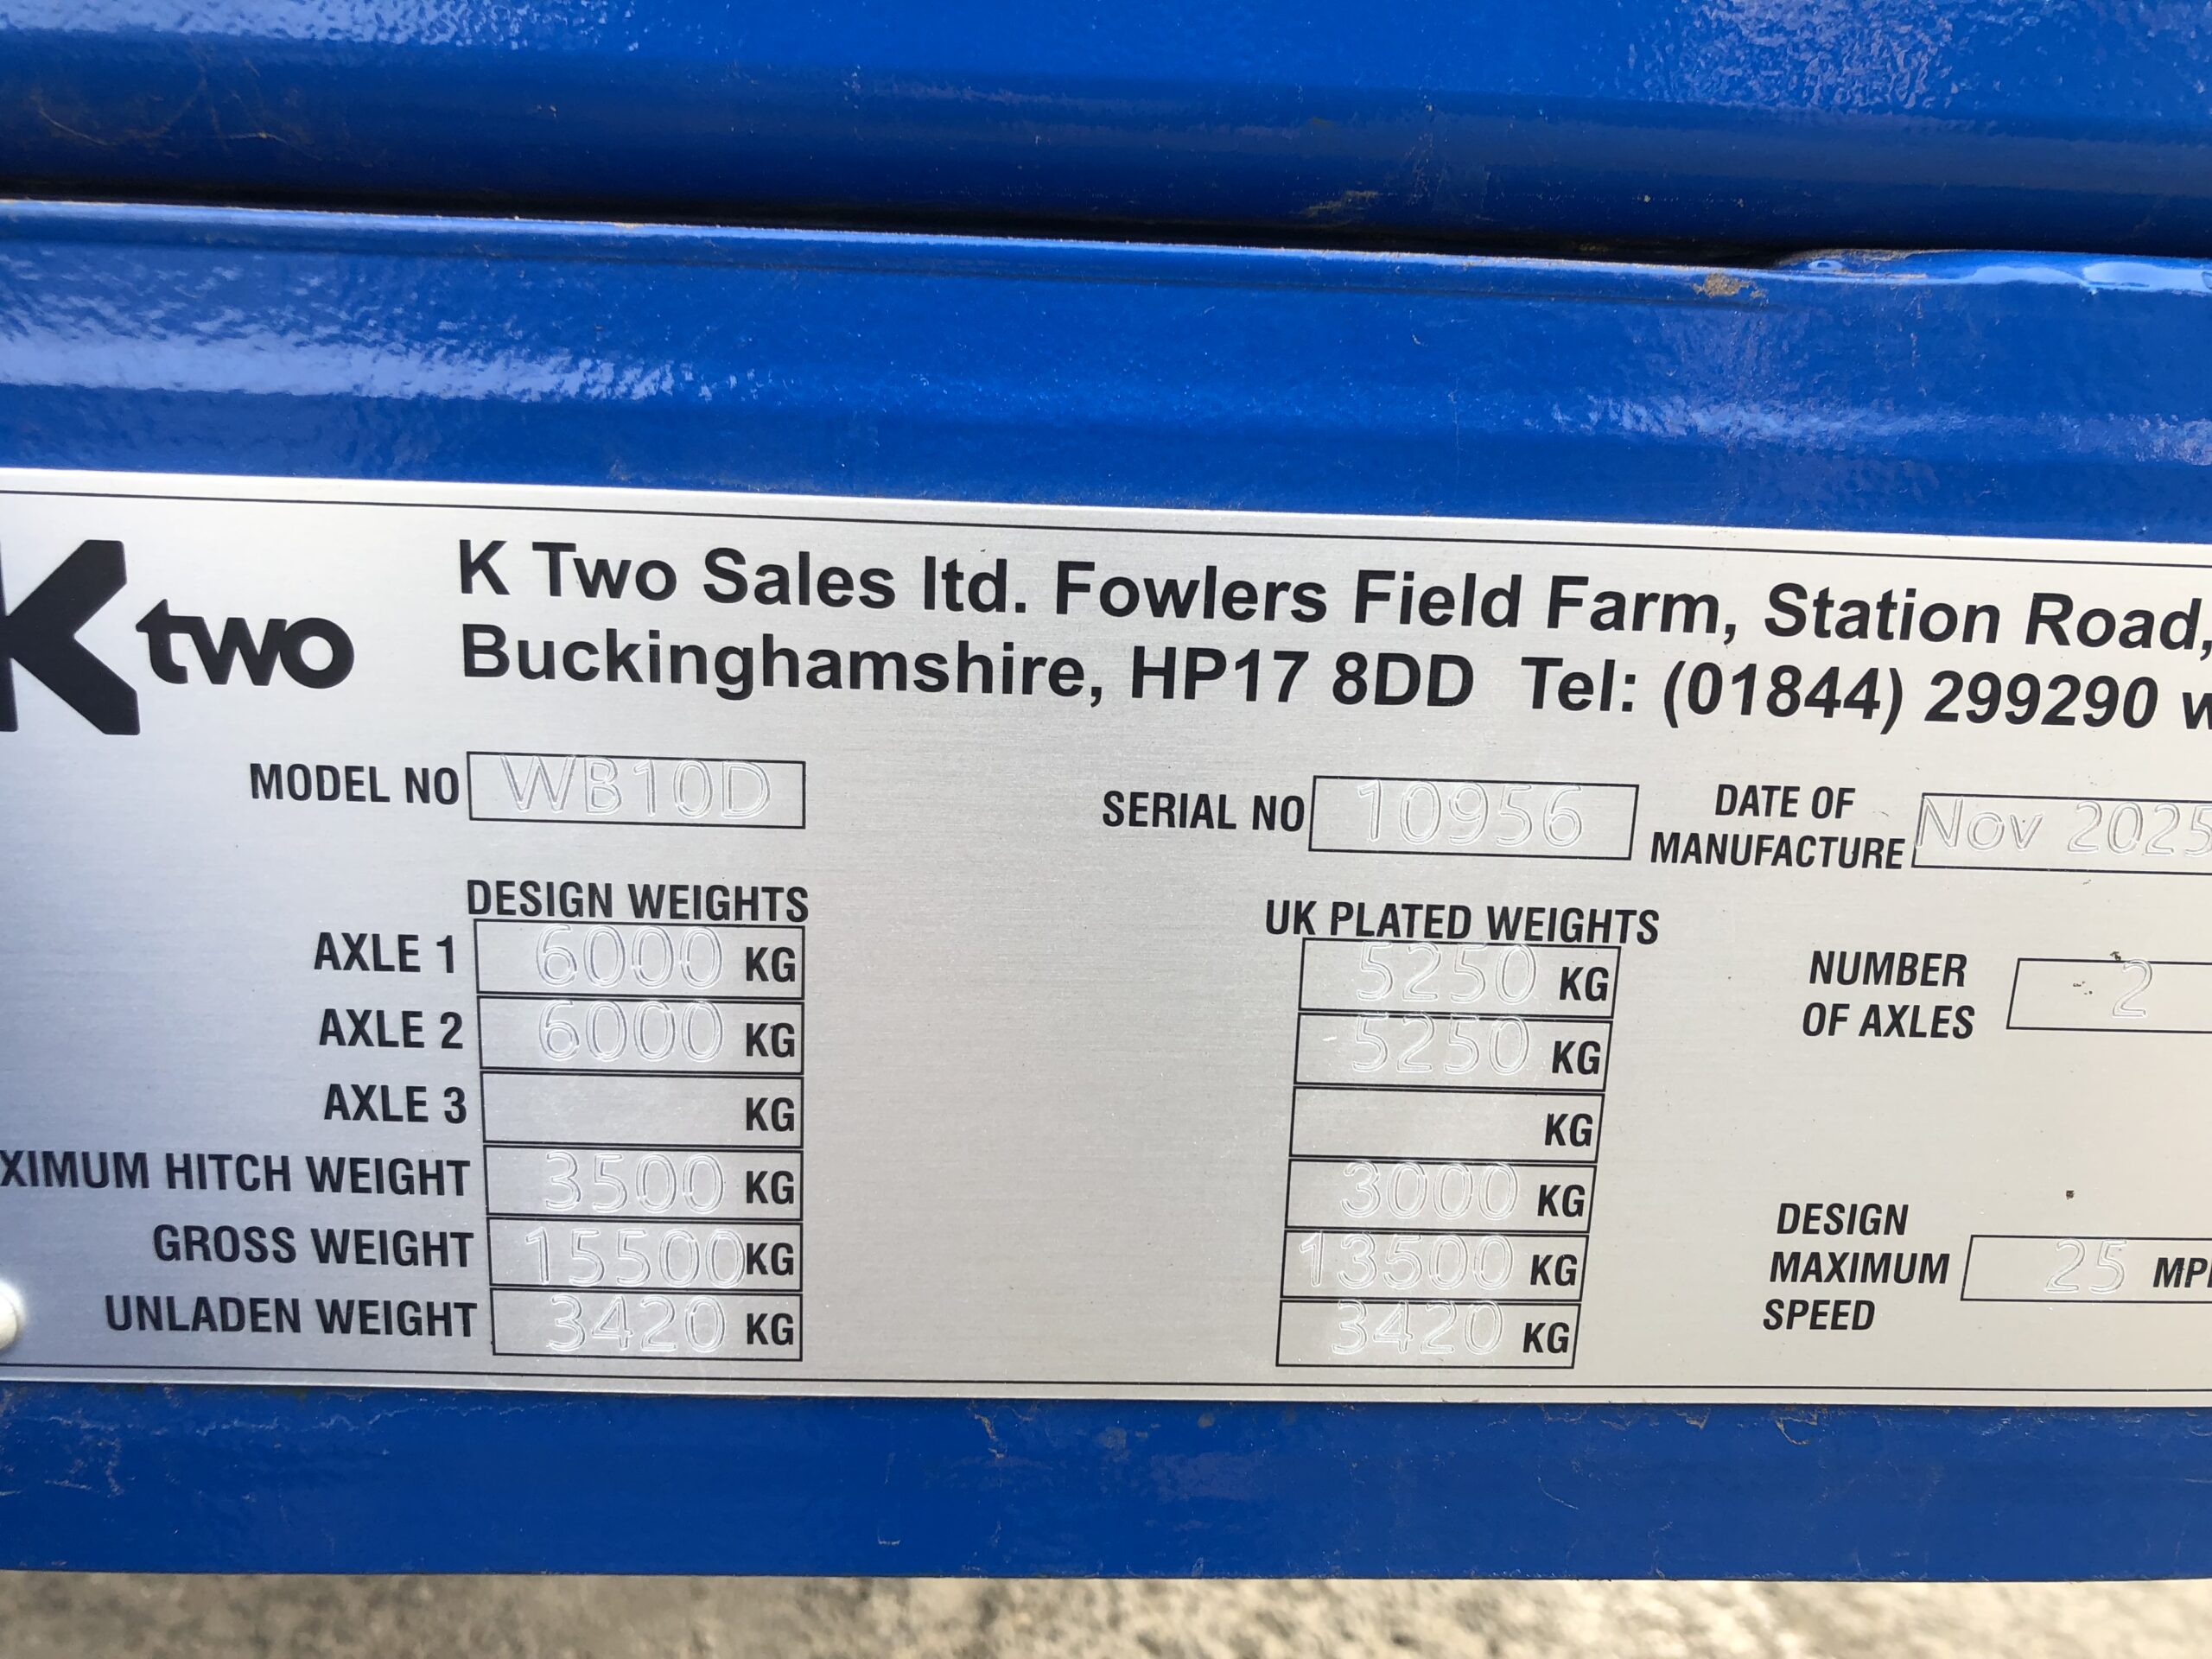 K two
K Two Sales ltd. Fowlers Field Farm, Station Road,
Buckinghamshire, HP17 8DD Tel: (01844) 299290
MODEL NO WB10D
SERIAL NO 10956
DATE OF
MANUFACTURE Nov 2025
DESIGN WEIGHTS
UK PLATED WEIGHTS
AXLE 1 6000 KG 5250 KG
NUMBER
OF AXLES 2
AXLE 2 6000 KG 5250 KG
AXLE 3 KG KG
XIMUM HITCH WEIGHT 3500 KG 3000 KG
GROSS WEIGHT 15500 KG 13500 KG
UNLADEN WEIGHT 3420 KG 3420 KG
DESIGN
MAXIMUM
SPEED 25 MP